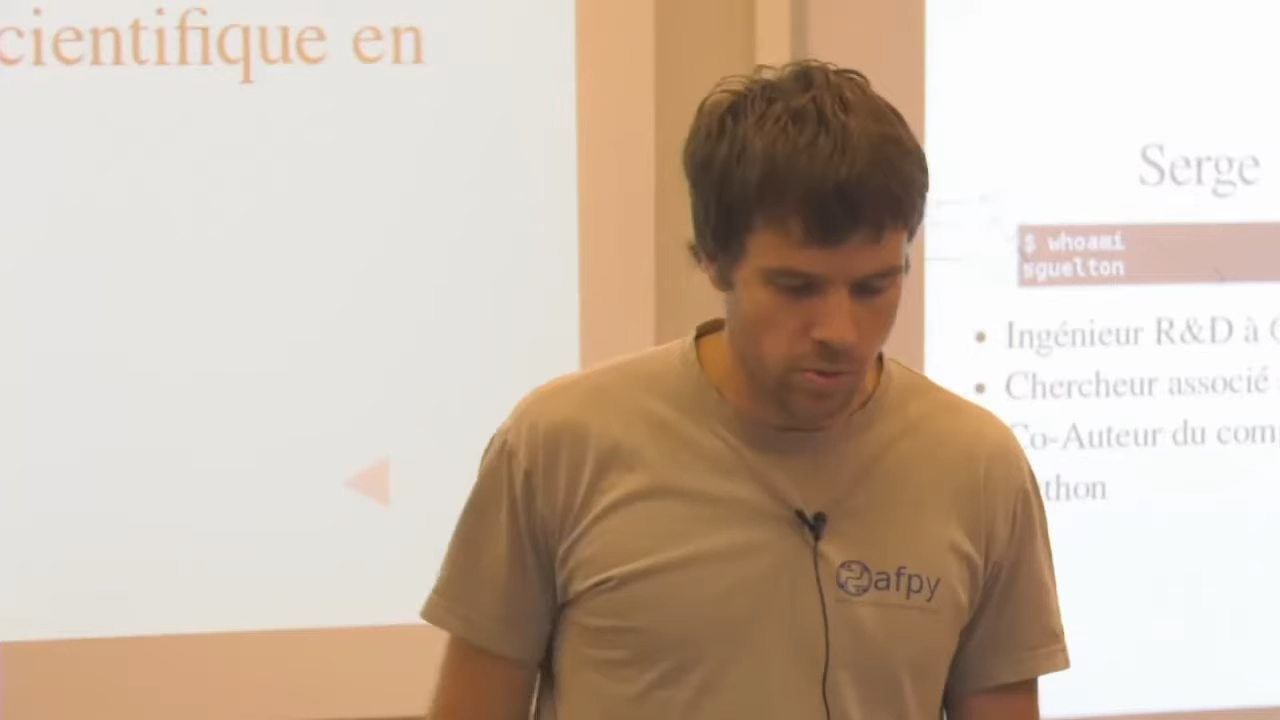 cientifique en
Serge
$ whoami
sguelton
• Ingénieur R&D à
• Chercheur associé
Co-Auteur du com
thon
afpy